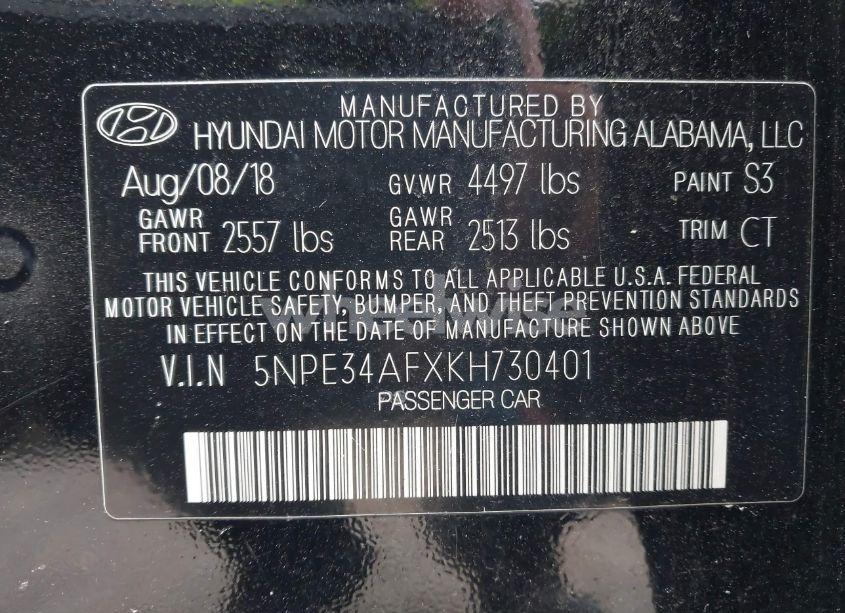 MANUFACTURED BY
HYUNDAI MOTOR MANUFACTURING ALABAMA, LLC
Aug/08/18 GVWR 4497 lbs PAINT S3
GAWR FRONT 2557 lbs GAWR REAR 2513 lbs TRIM CT
THIS VEHICLE CONFORMS TO ALL APPLICABLE U.S.A. FEDERAL
MOTOR VEHICLE SAFETY, BUMPER, AND THEFT PREVENTION STANDARDS
IN EFFECT ON THE DATE OF MANUFACTURE SHOWN ABOVE
V.I.N 5NPE34AFXKH730401
PASSENGER CAR